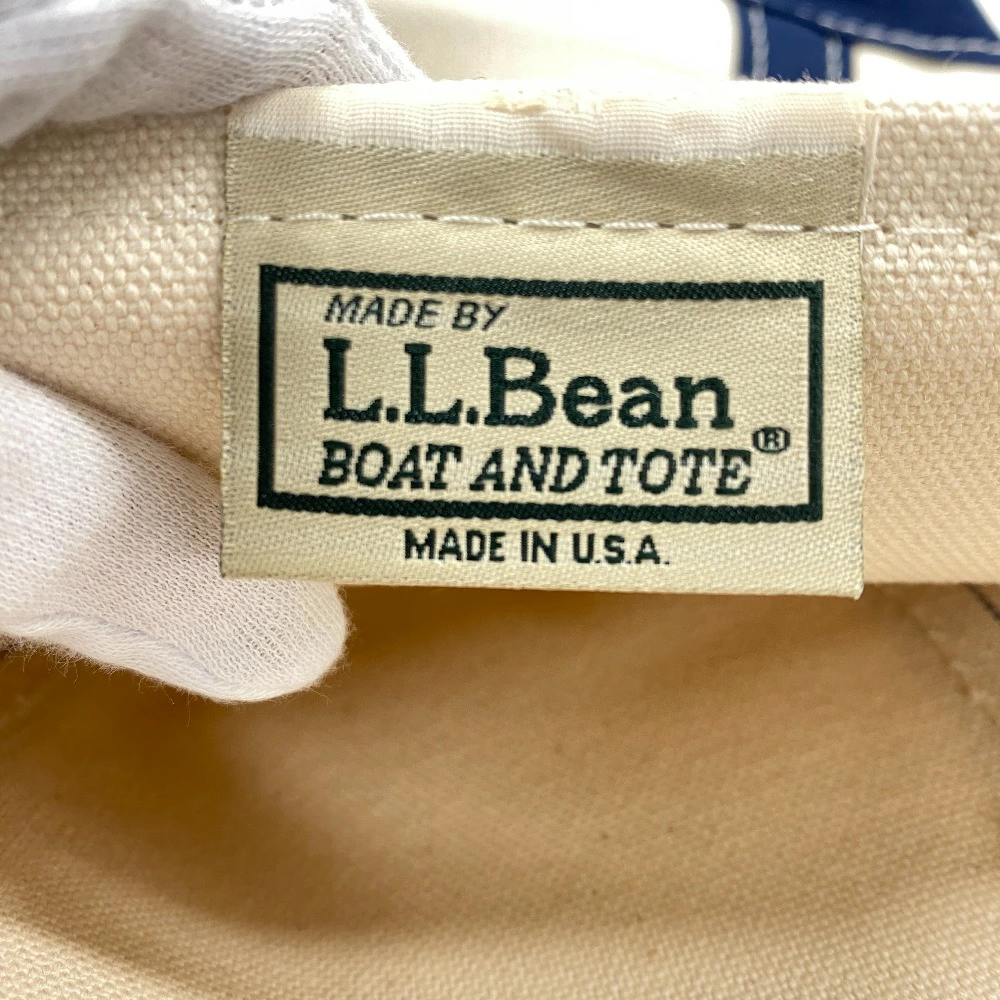 MADE BY
L.L.Bean
BOAT AND TOTE®
MADE IN U.S.A.